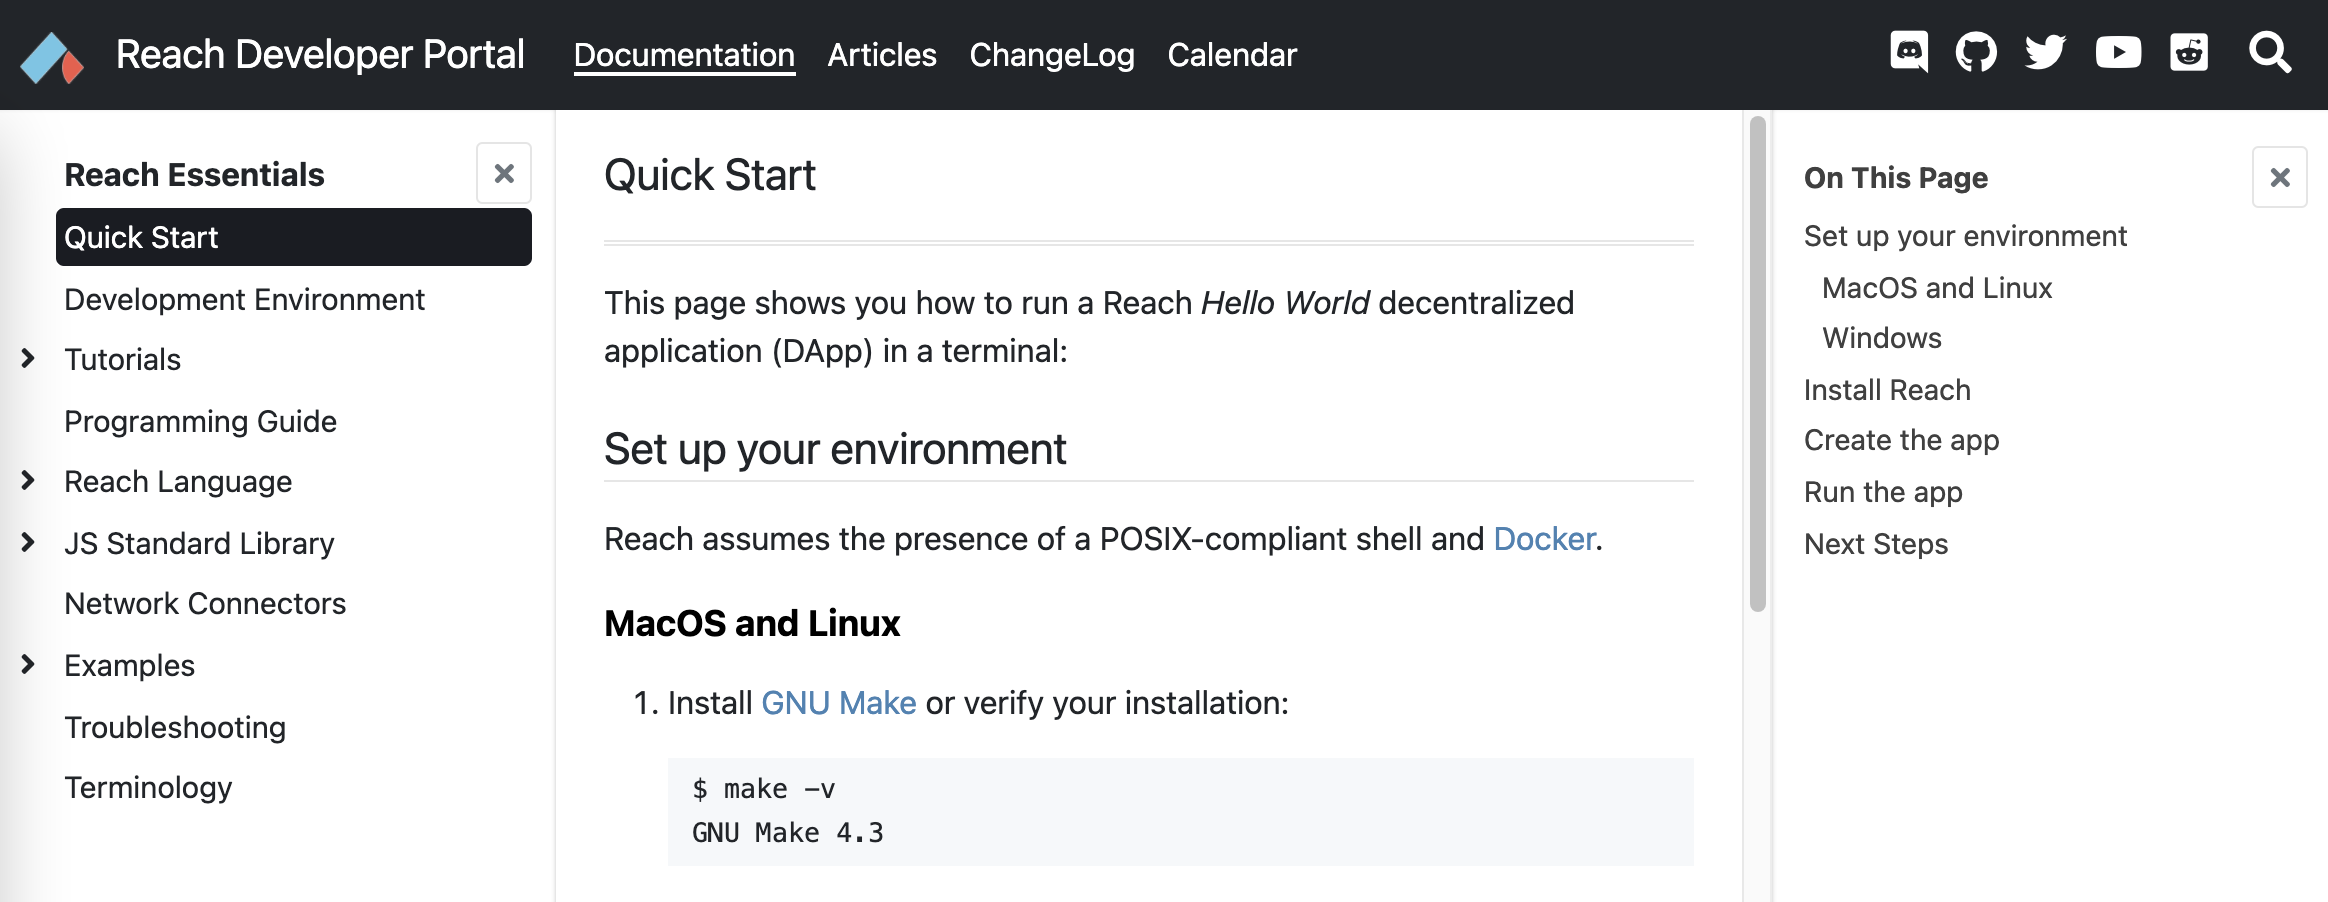 Reach Developer Portal Documentation Articles ChangeLog Calendar
Reach Essentials
Quick Start
Development Environment
Tutorials
Programming Guide
Reach Language
JS Standard Library
Network Connectors
Examples
Troubleshooting
Terminology
Quick Start
This page shows you how to run a Reach Hello World decentralized
application (DApp) in a terminal:
Set up your environment
Reach assumes the presence of a POSIX-compliant shell and Docker.
MacOS and Linux
1. Install GNU Make or verify your installation:
$ make -v
GNU Make 4.3
On This Page
Set up your environment
MacOS and Linux
Windows
Install Reach
Create the app
Run the app
Next Steps